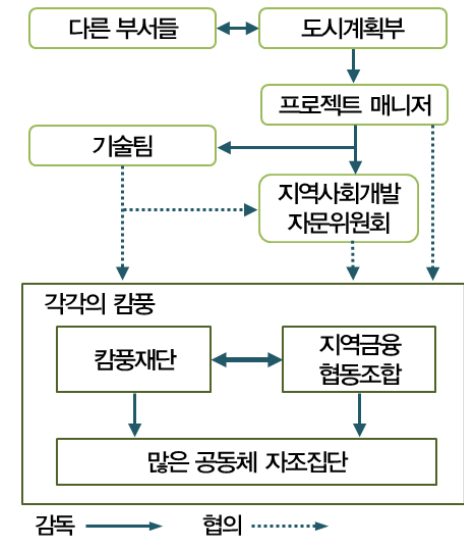 다른 부서들
도시계획부
프로젝트 매니저
기술팀
지역사회개발
자문위원회
각각의 캄풍
캄풍재단
지역금융
협동조합
많은 공동체 자조집단
감독
협의